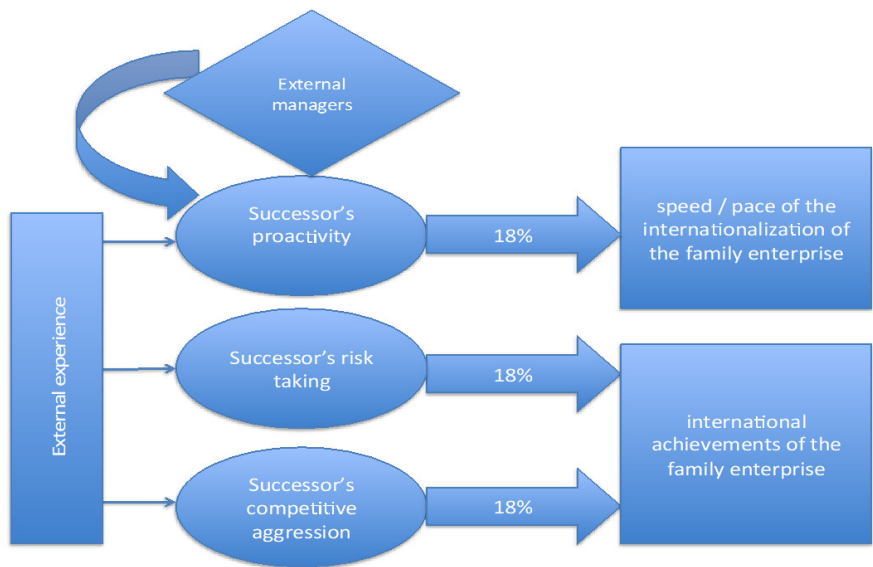 External
managers
Successor's
proactivity
18%
speed / pace of the
internationalization of
the family enterprise
External experience
Successor's risk
taking
18%
international
achievements of the
family enterprise
Successor's
competitive
aggression
18%